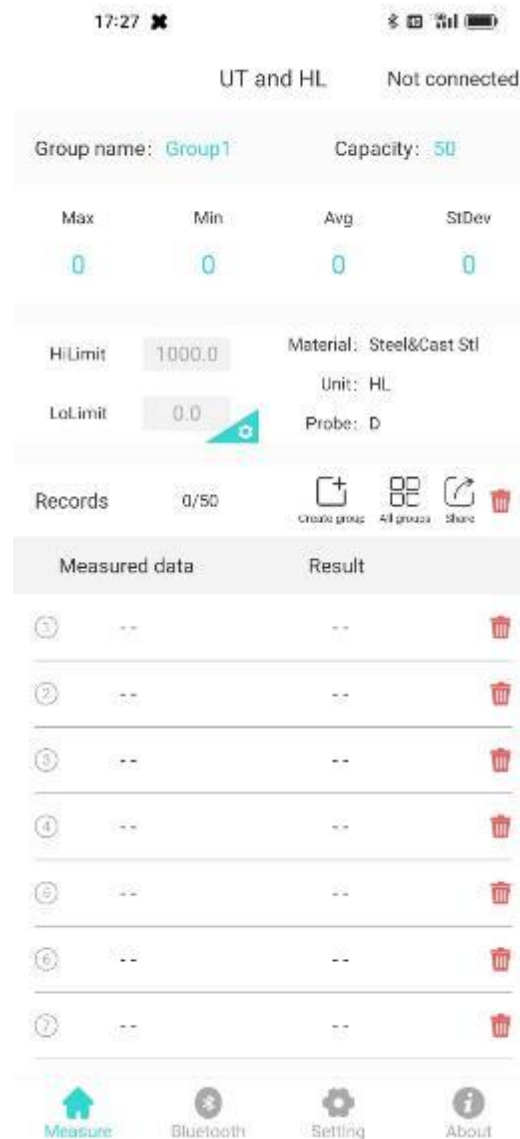 17:27
UT and HL Not connected
Group name: Group1 Capacity: 50
Max Min Avg StDev
0 0 0 0
HiLimit 1000.0 Material: Steel&Cast Stl
Unit: HL
LoLimit 0.0 Probe: D
Records 0/50 Create group All groups Share
Measured data Result
1 -- --
2 -- --
3 -- --
4 -- --
-- --
6 -- --
7 -- --
Measure Bluetooth Setting About